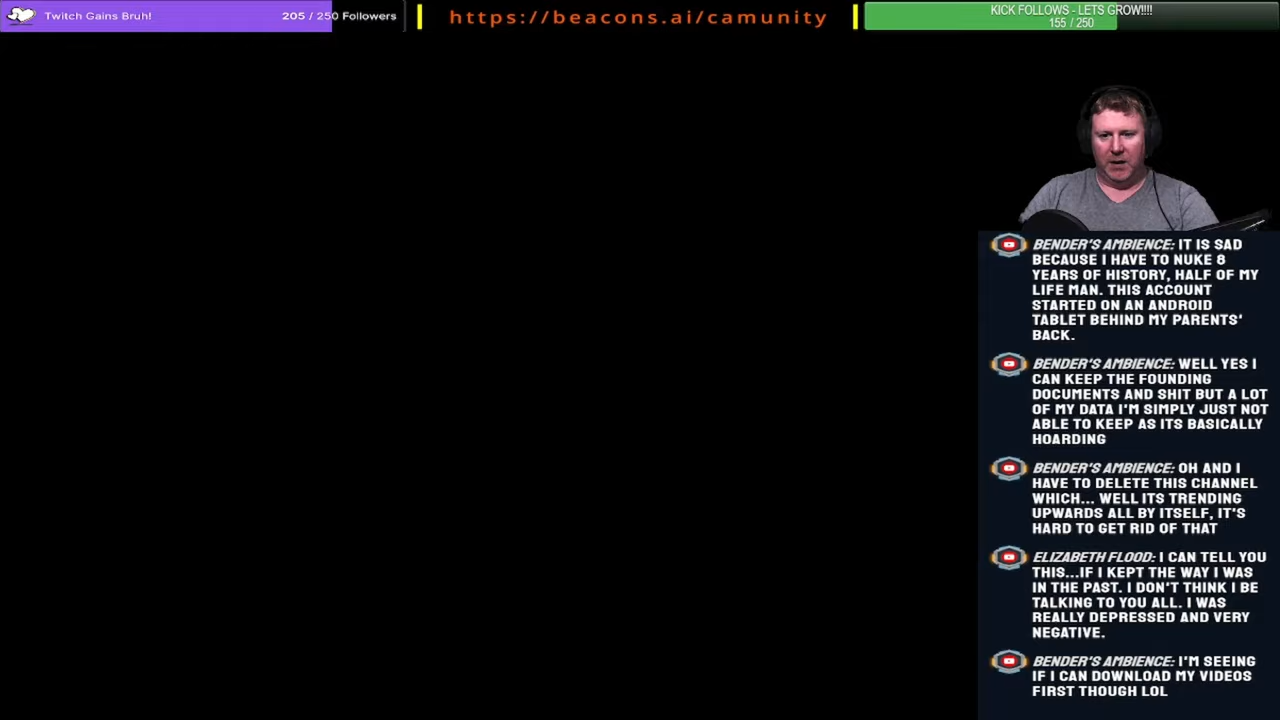 Twitch Gains Bruh! 205 / 250 Followers
https://beacons.ai/camunity
KICK FOLLOWS - LETS GROW!!!!
155 / 250
BENDER'S AMBIENCE: IT IS SAD
BECAUSE I HAVE TO NUKE 8
YEARS OF HISTORY, HALF OF MY
LIFE MAN. THIS ACCOUNT
STARTED ON AN ANDROID
TABLET BEHIND MY PARENTS'
BACK.
BENDER'S AMBIENCE: WELL YES I
CAN KEEP THE FOUNDING
DOCUMENTS AND SHIT BUT A LOT
OF MY DATA I'M SIMPLY JUST NOT
ABLE TO KEEP AS ITS BASICALLY
HOARDING
BENDER'S AMBIENCE: OH AND I
HAVE TO DELETE THIS CHANNEL
WHICH... WELL ITS TRENDING
UPWARDS ALL BY ITSELF, IT'S
HARD TO GET RID OF THAT
ELIZABETH FLOOD: I CAN TELL YOU
THIS...IF I KEPT THE WAY I WAS
IN THE PAST. I DON'T THINK I BE
TALKING TO YOU ALL. I WAS
REALLY DEPRESSED AND VERY
NEGATIVE.
BENDER'S AMBIENCE: I'M SEEING
IF I CAN DOWNLOAD MY VIDEOS
FIRST THOUGH LOL